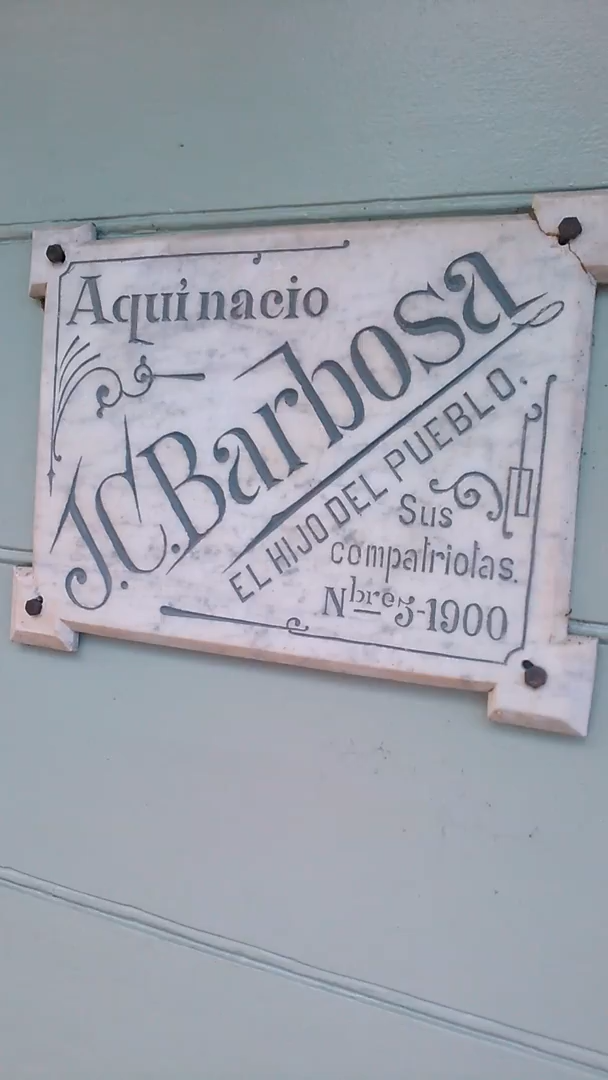 Aquí nacio
J.C. Barbosa
EL HIJO DEL PUEBLO.
Sus
compatriotas.
Nbre 5-1900